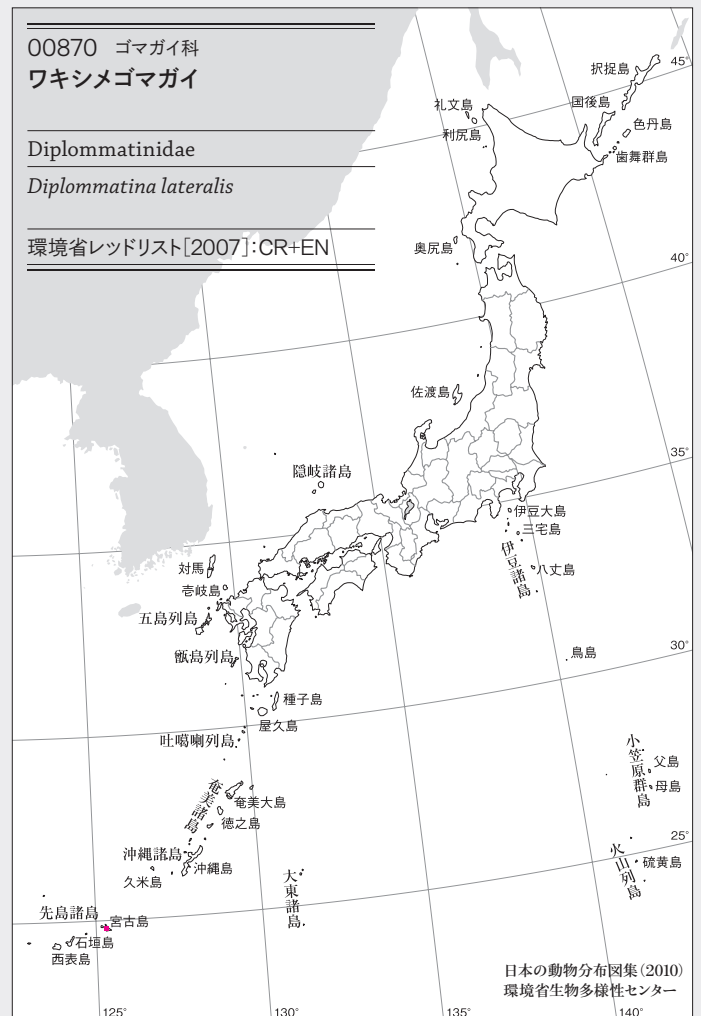 00870 ゴマガイ科
ワキシメゴマガイ
Diplommatinidae
Diplommatina lateralis
環境省レッドリスト[2007]:CR+EN
択捉島
45°
礼文島
国後島
利尻島
色丹島
歯舞群島
奥尻島
40°
佐渡島
35°
隠岐諸島
伊豆大島
三宅島
伊豆諸島
八丈島
対馬
壱岐島
五島列島
甑島列島
鳥島
30°
種子島
屋久島
吐噶喇列島
小笠原群島
父島
母島
奄美諸島
奄美大島
徳之島
25°
沖縄諸島
沖縄島
久米島
火山列島
硫黄島
大東諸島
先島諸島
宮古島
石垣島
西表島
日本の動物分布図集(2010)
環境省生物多様性センター
125°
130°
135°
140°